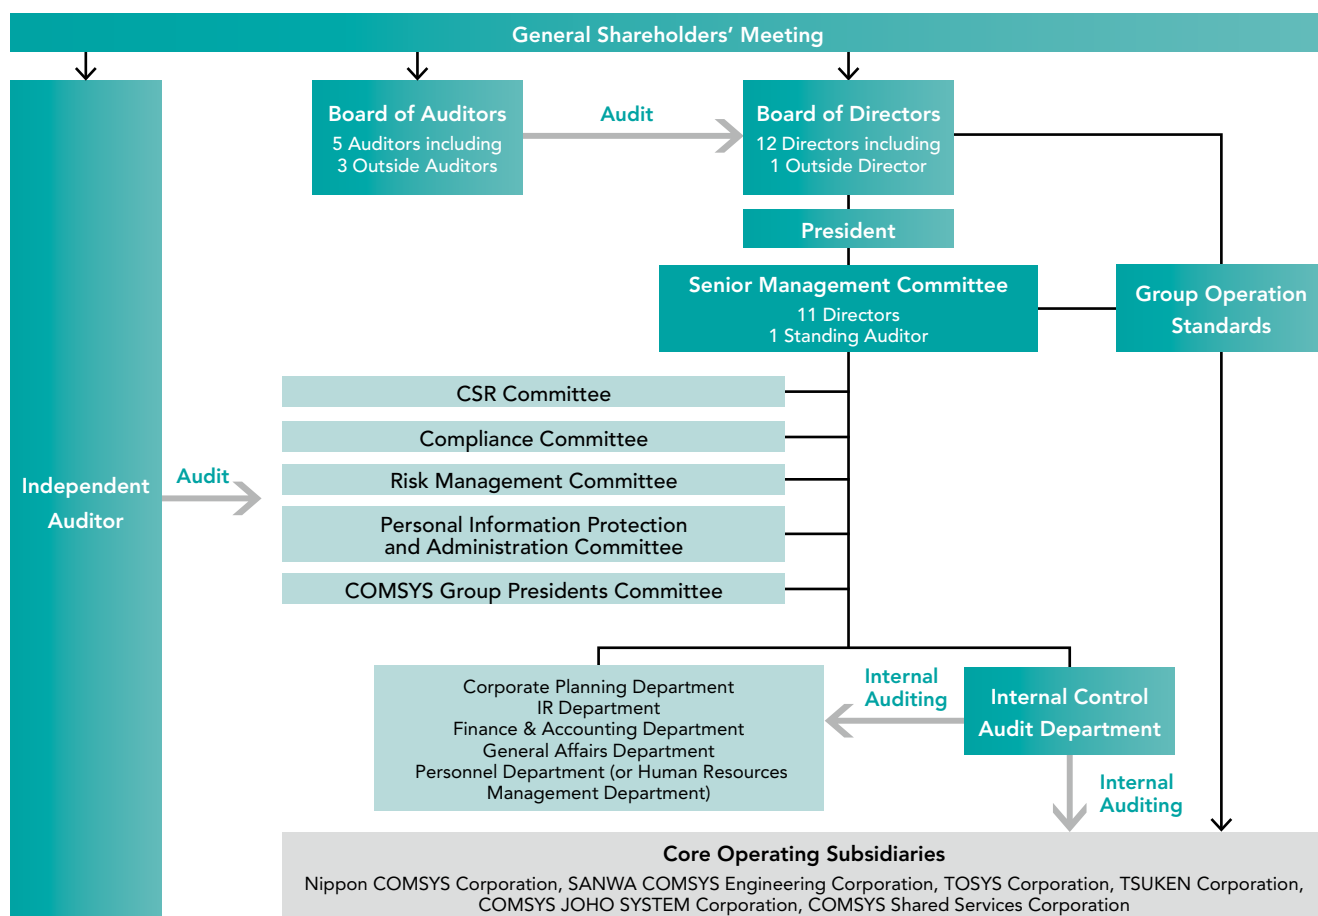 General Shareholders' Meeting
Board of Auditors
5 Auditors including
3 Outside Auditors
Audit
Board of Directors
12 Directors including
1 Outside Director
President
Senior Management Committee
11 Directors
1 Standing Auditor
Group Operation
Standards
Independent
Auditor
Audit
CSR Committee
Compliance Committee
Risk Management Committee
Personal Information Protection
and Administration Committee
COMSYS Group Presidents Committee
Corporate Planning Department
IR Department
Finance & Accounting Department
General Affairs Department
Personnel Department (or Human Resources
Management Department)
Internal
Auditing
Internal Control
Audit Department
Internal
Auditing
Core Operating Subsidiaries
Nippon COMSYS Corporation, SANWA COMSYS Engineering Corporation, TOSYS Corporation, TSUKEN Corporation,
COMSYS JOHO SYSTEM Corporation, COMSYS Shared Services Corporation